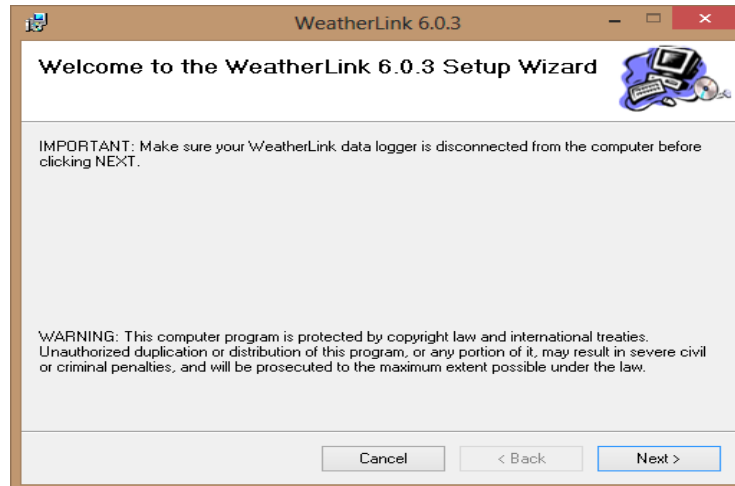 WeatherLink 6.0.3
Welcome to the WeatherLink 6.0.3 Setup Wizard
IMPORTANT: Make sure your WeatherLink data logger is disconnected from the computer before
clicking NEXT.
WARNING: This computer program is protected by copyright law and international treaties.
Unauthorized duplication or distribution of this program, or any portion of it, may result in severe civil
or criminal penalties, and will be prosecuted to the maximum extent possible under the law.
Cancel
< Back
Next >